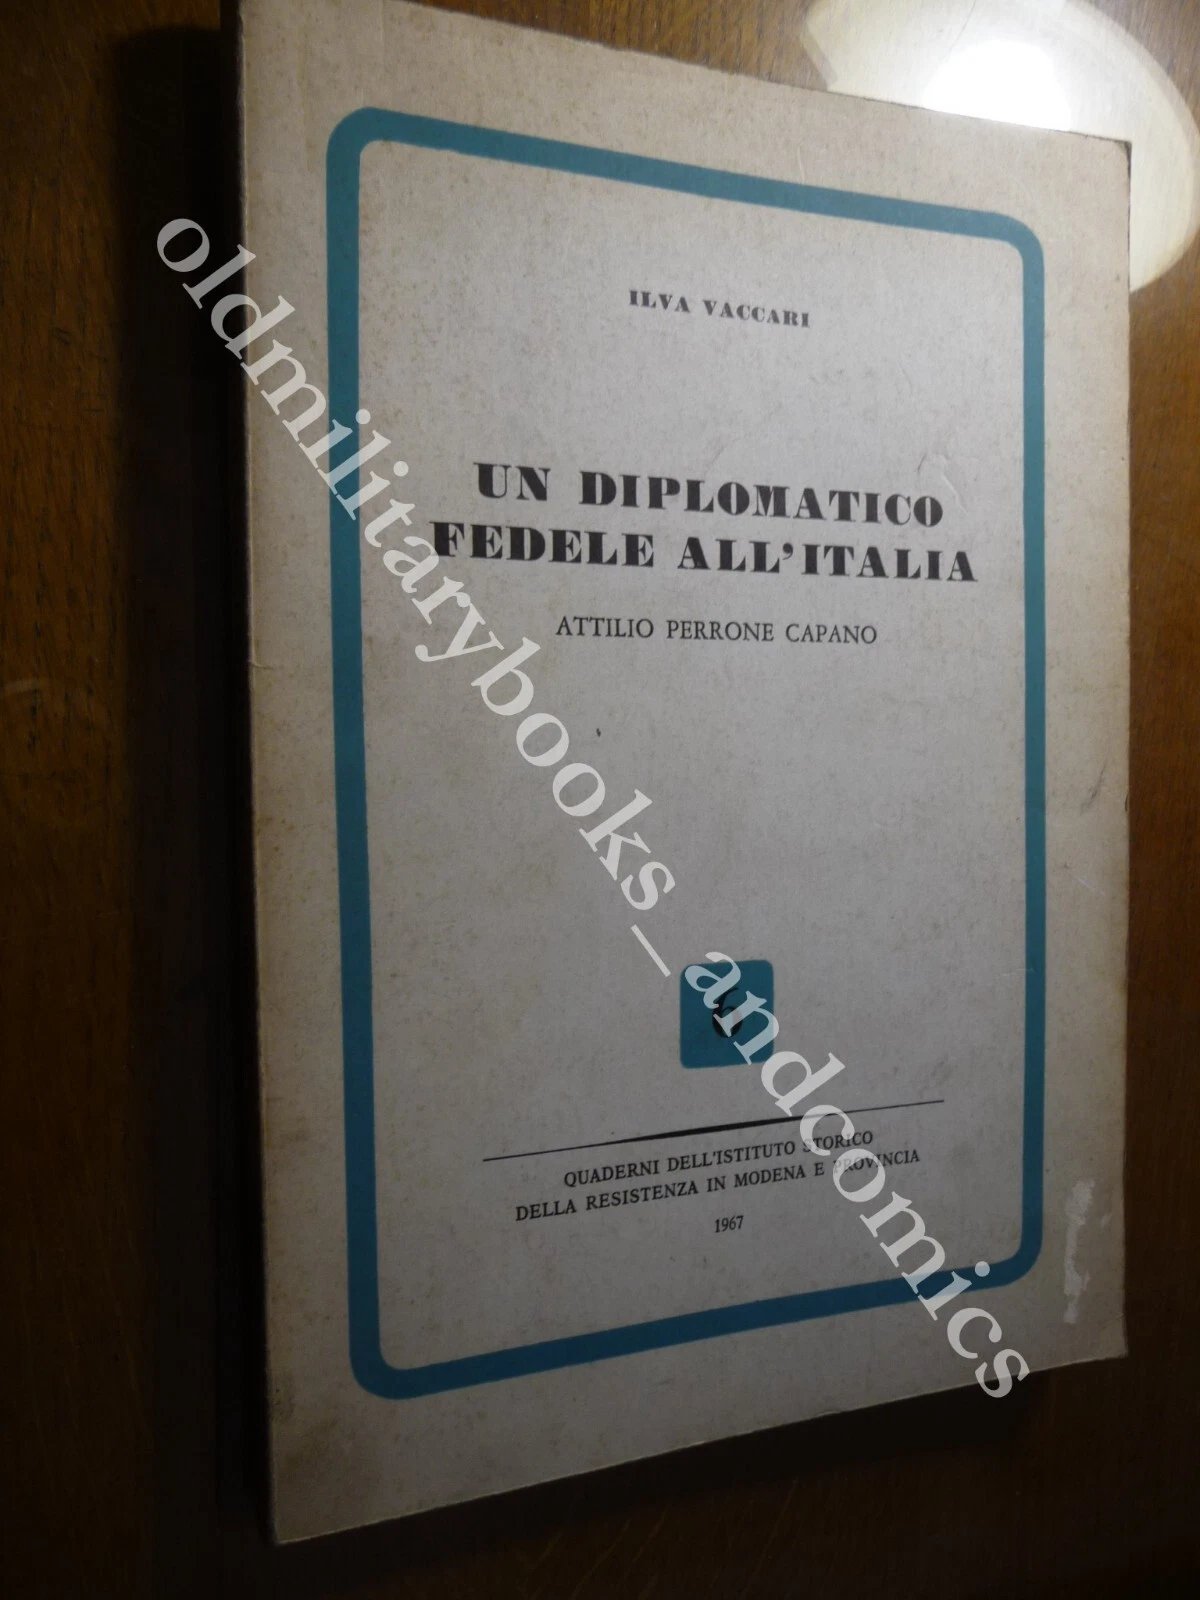 ILVA VACCARI
UN DIPLOMATICO
FEDELE ALL'ITALIA
ATTILIO PERRONE CAPANO
6
QUADERNI DELL'ISTITUTO STORICO
DELLA RESISTENZA IN MODENA E PROVINCIA
1967
oldmilitarybooks_andcomics